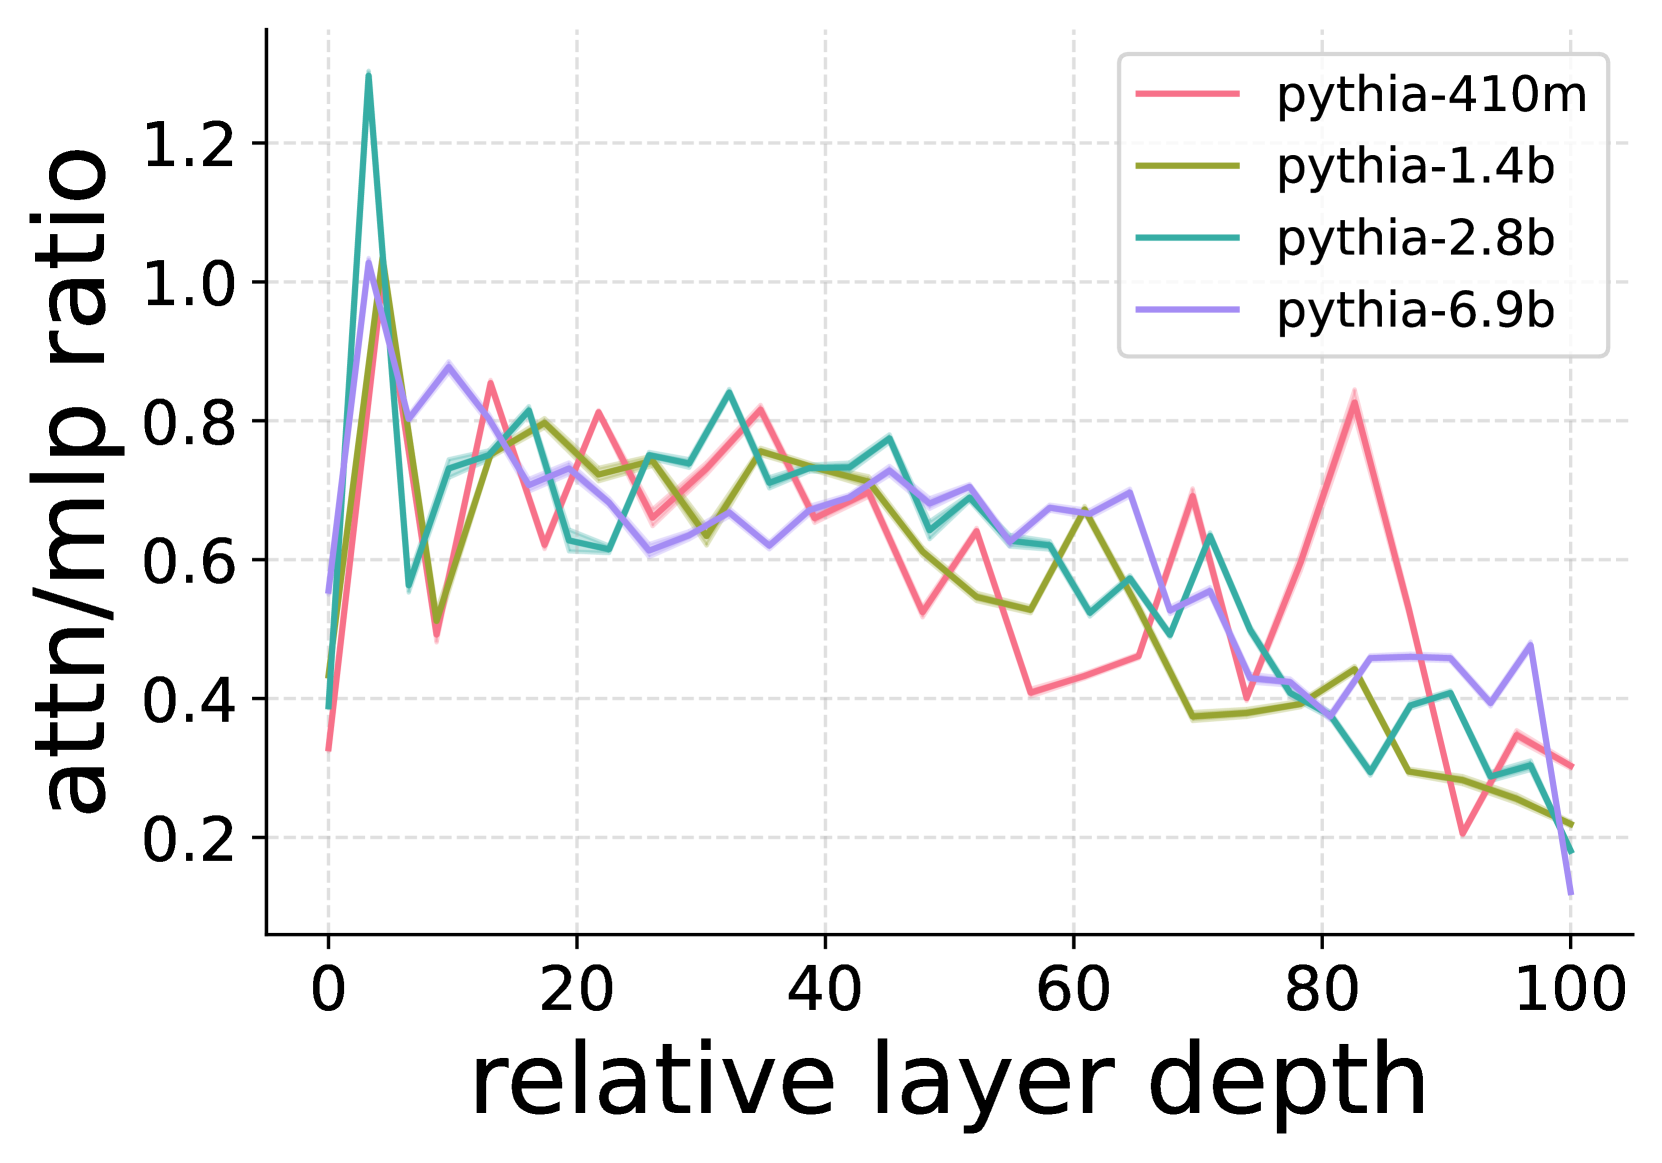 attn/mlp ratio
1.2
1.0
0.8
0.6
0.4
0.2
0 20 40 60 80 100
relative layer depth
pythia-410m
pythia-1.4b
pythia-2.8b
pythia-6.9b